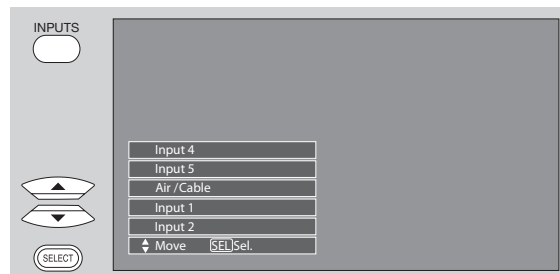 INPUTS
Input 4
Input 5
Air /Cable
Input 1
Input 2
Move SEL Sel.
SELECT